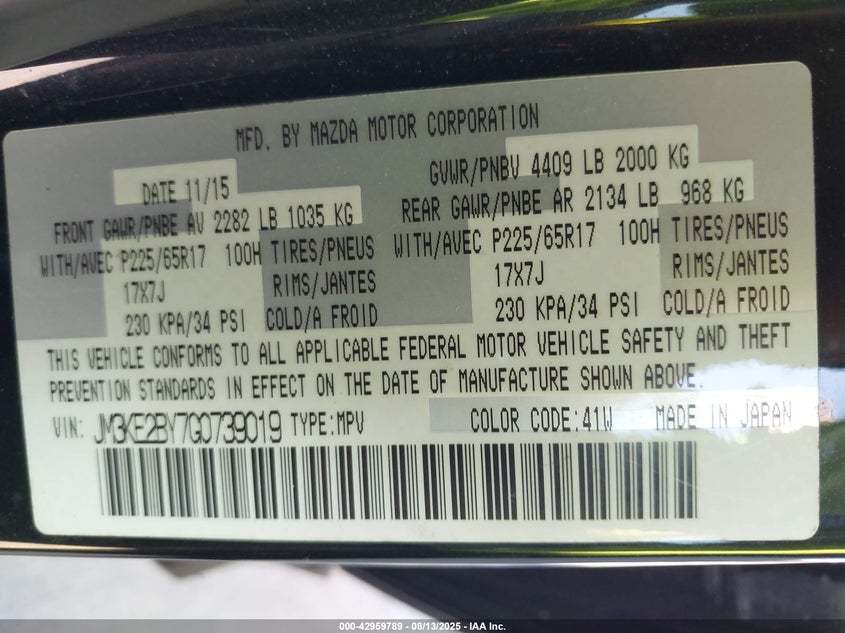 MFD. BY MAZDA MOTOR CORPORATION
DATE 11/15 GVWR/PNBV 4409 LB 2000 KG
FRONT GAWR/PNBE AV 2282 LB 1035 KG REAR GAWR/PNBE AR 2134 LB 968 KG
WITH/AVEC P225/65R17 100H TIRES/PNEUS WITH/AVEC P225/65R17 100H TIRES/PNEUS
17X7J RIMS/JANTES 17X7J RIMS/JANTES
230 KPA/34 PSI COLD/A FROID 230 KPA/34 PSI COLD/A FROID
THIS VEHICLE CONFORMS TO ALL APPLICABLE FEDERAL MOTOR VEHICLE SAFETY AND THEFT
PREVENTION STANDARDS IN EFFECT ON THE DATE OF MANUFACTURE SHOWN ABOVE.
VIN: JM3KE2BY7G0739019 TYPE:MPV COLOR CODE:41W MADE IN JAPAN
000-42959789 - 08/13/2025 - IAA Inc.